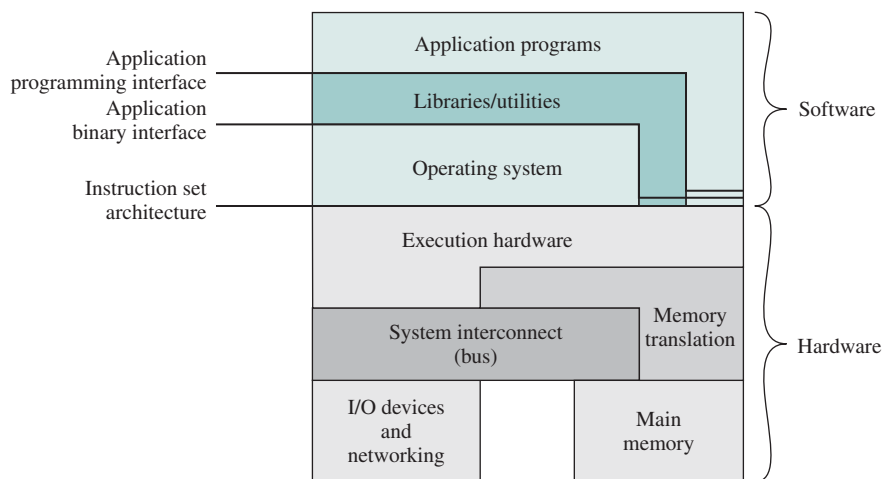 Application programs
Application
programming interface
Libraries/utilities
Software
Application
binary interface
Operating system
Instruction set
architecture
Execution hardware
Memory
translation
System interconnect
(bus)
Hardware
I/O devices
and
networking
Main
memory